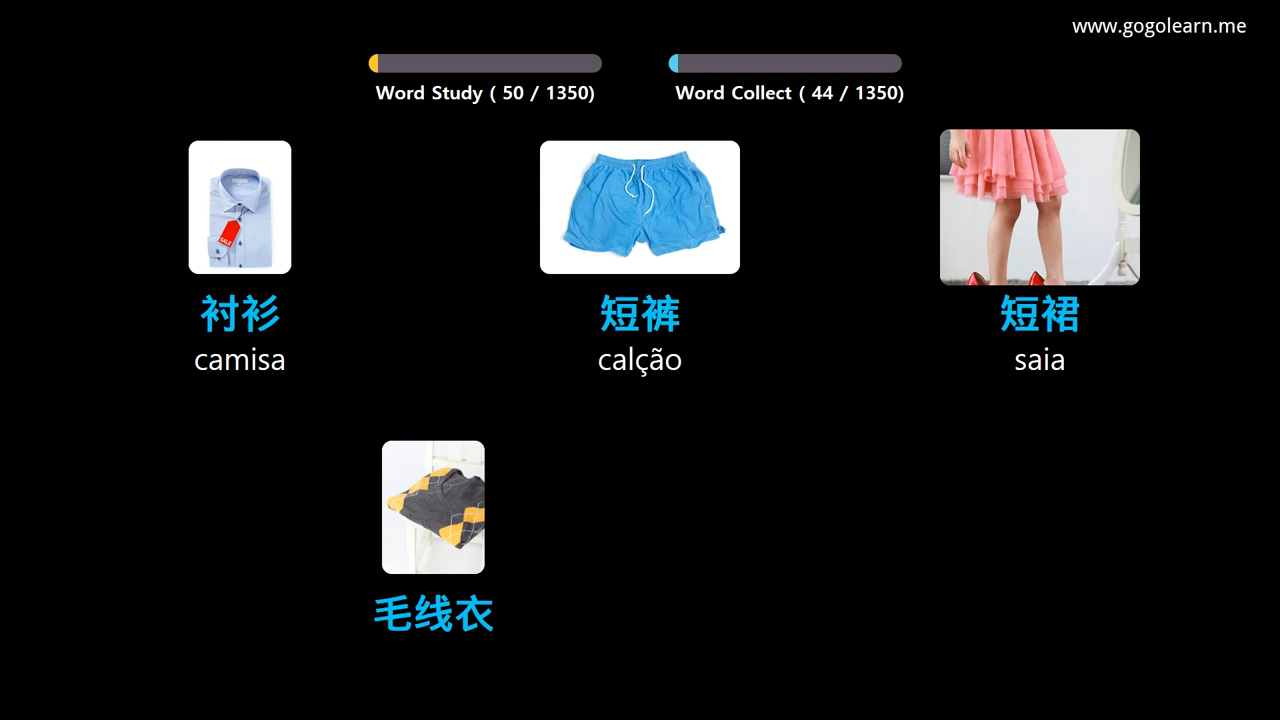 www.gogolearn.me
Word Study ( 50 / 1350)
Word Collect ( 44 / 1350)
SALE
衬衫
camisa
短裤
calção
短裙
saia
毛线衣